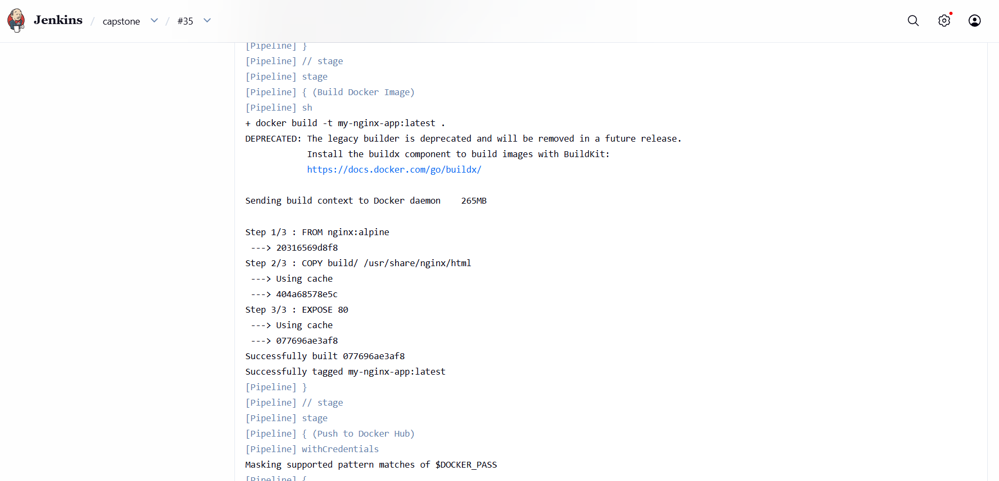 Jenkins / capstone / #35
[Pipeline] }
[Pipeline] // stage
[Pipeline] stage
[Pipeline] { (Build Docker Image)
[Pipeline] sh
+ docker build -t my-nginx-app:latest .
DEPRECATED: The legacy builder is deprecated and will be removed in a future release.
            Install the buildx component to build images with BuildKit:
            https://docs.docker.com/go/buildx/
Sending build context to Docker daemon    265MB
Step 1/3 : FROM nginx:alpine
 ---> 20316569d8f8
Step 2/3 : COPY build/ /usr/share/nginx/html
 ---> Using cache
 ---> 404a68578e5c
Step 3/3 : EXPOSE 80
 ---> Using cache
 ---> 077696ae3af8
Successfully built 077696ae3af8
Successfully tagged my-nginx-app:latest
[Pipeline] }
[Pipeline] // stage
[Pipeline] stage
[Pipeline] { (Push to Docker Hub)
[Pipeline] withCredentials
Masking supported pattern matches of $DOCKER_PASS
[Pipeline] {